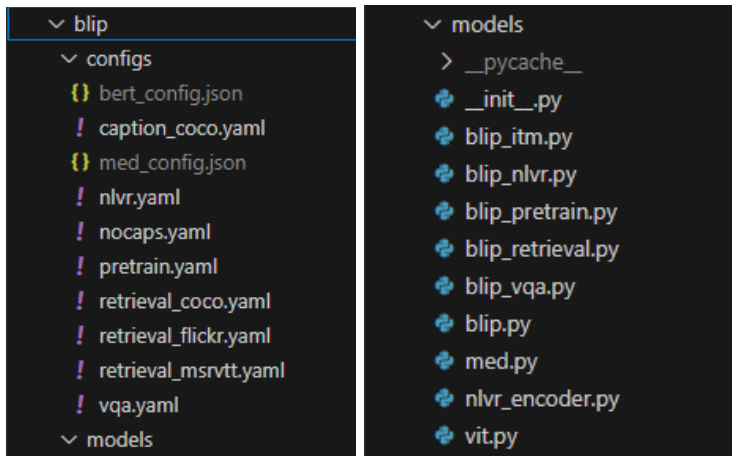 blip
configs
{} bert_config.json
! caption_coco.yaml
{} med_config.json
! nlvr.yaml
! nocaps.yaml
! pretrain.yaml
! retrieval_coco.yaml
! retrieval_flickr.yaml
! retrieval_msrvtt.yaml
! vqa.yaml
models
models
__pycache__
__init__.py
blip_itm.py
blip_nlvr.py
blip_pretrain.py
blip_retrieval.py
blip_vqa.py
blip.py
med.py
nlvr_encoder.py
vit.py